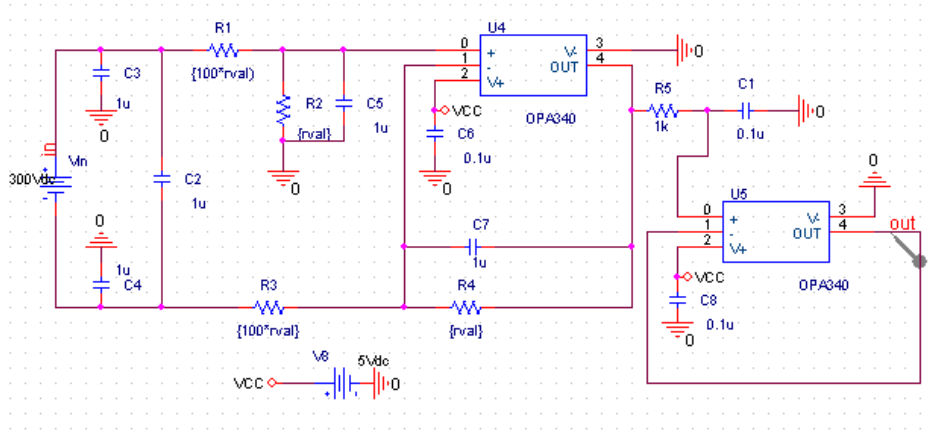 R1
{100*rval}
C3
1u
0
R2
{rval}
C5
1u
0
U4
0
+
1
-
2
V+
V-
3
OUT
4
0
OPA340
VCC
C6
0.1u
0
R5
1k
C1
0.1u
0
Vin
300Vdc
+
-
C2
1u
0
1u
C4
C7
1u
R3
{100*rval}
R4
{rval}
U5
0
+
1
-
2
V+
V-
3
OUT
4
0
out
OPA340
VCC
C8
0.1u
0
V8
5Vdc
VCC
+
-
0